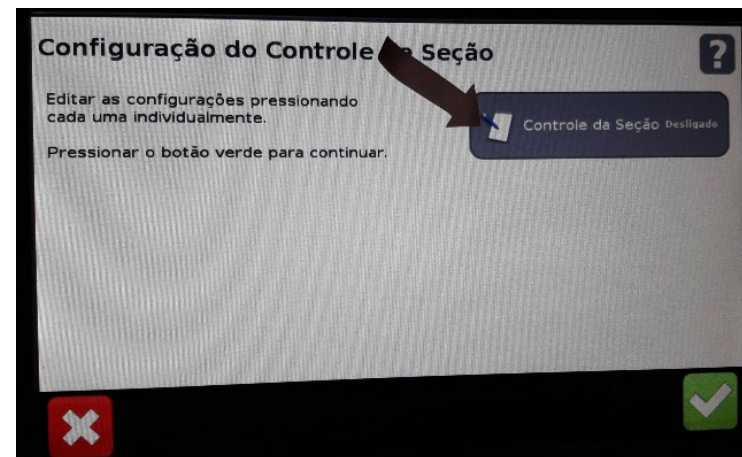 Configuração do Controle de Seção
?
Editar as configurações pressionando
cada uma individualmente.
Pressionar o botão verde para continuar.
Controle da Seção Desligado